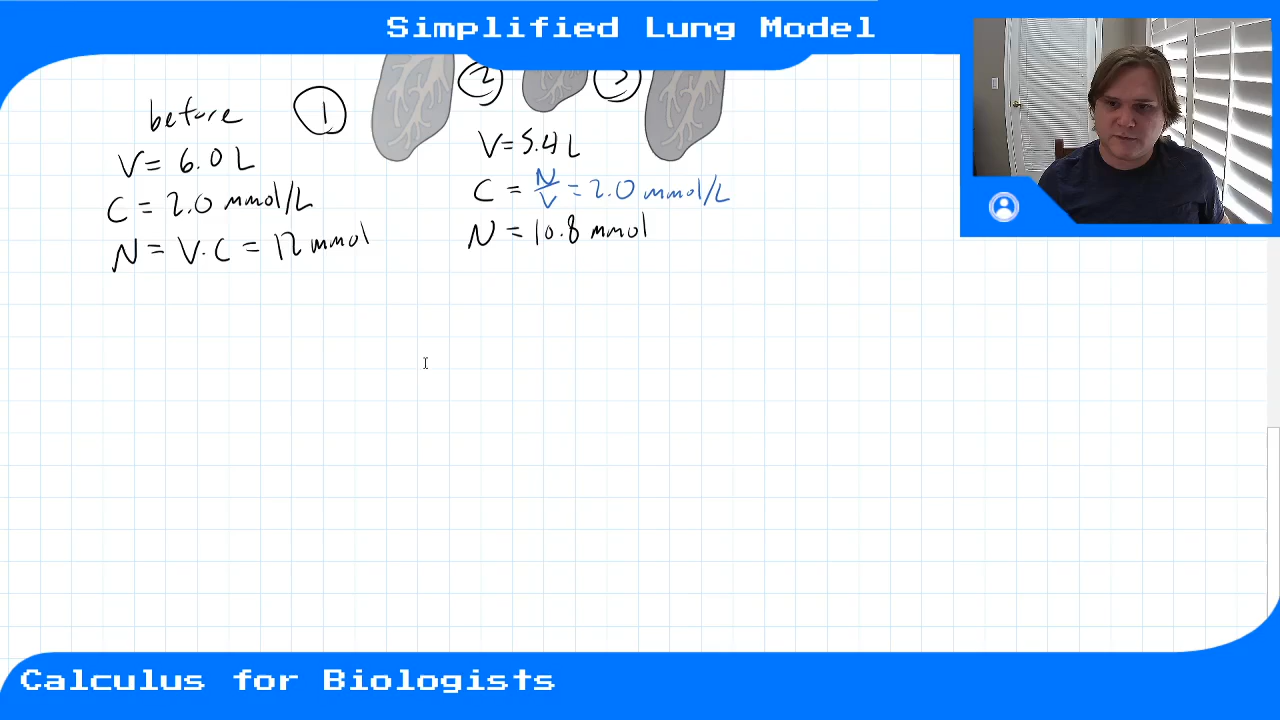 Simplified Lung Model
before ①
V = 6.0 L
C = 2.0 mmol/L
N = V·C = 12 mmol
② ③
V = 5.4 L
C = N/V = 2.0 mmol/L
N = 10.8 mmol
Calculus for Biologists